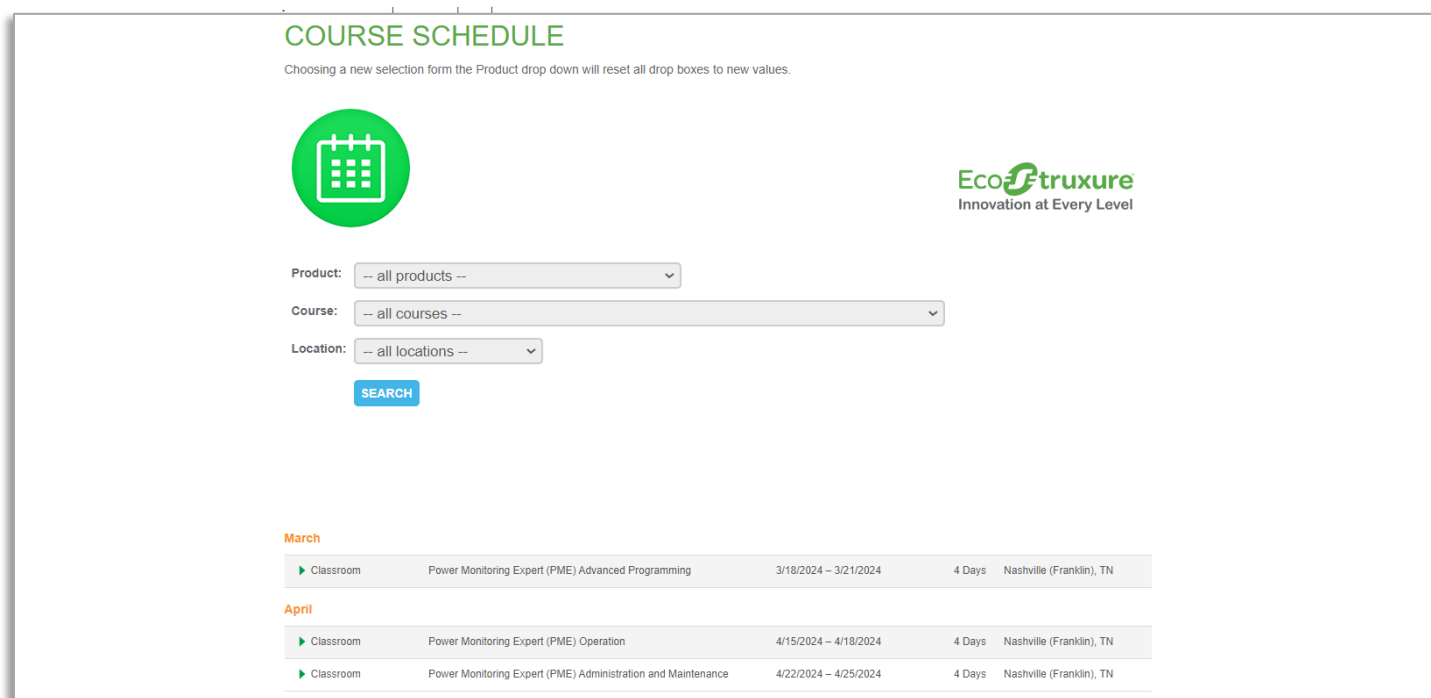 COURSE SCHEDULE
Choosing a new selection form the Product drop down will reset all drop boxes to new values.
EcoStruxure
Innovation at Every Level
Product: -- all products --
Course: -- all courses --
Location: -- all locations --
SEARCH
March
Classroom Power Monitoring Expert (PME) Advanced Programming 3/18/2024 – 3/21/2024 4 Days Nashville (Franklin), TN
April
Classroom Power Monitoring Expert (PME) Operation 4/15/2024 – 4/18/2024 4 Days Nashville (Franklin), TN
Classroom Power Monitoring Expert (PME) Administration and Maintenance 4/22/2024 – 4/25/2024 4 Days Nashville (Franklin), TN